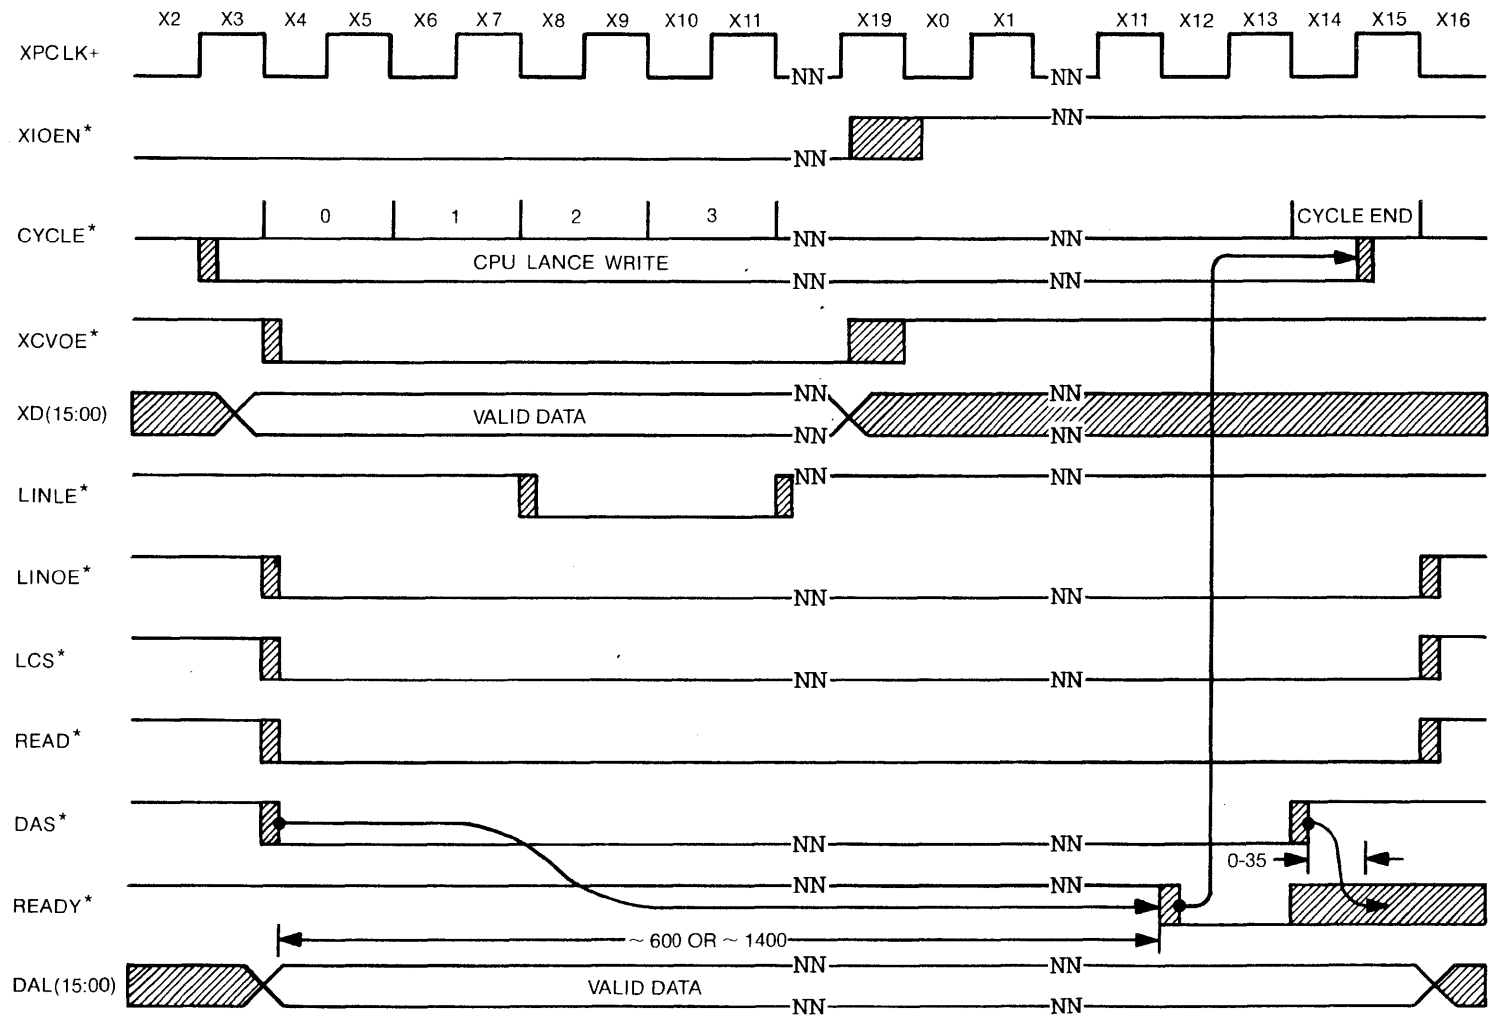 X2 X3 X4 X5 X6 X7 X8 X9 X10 X11 X19 X0 X1 X11 X12 X13 X14 X15 X16
XPCLK+ NN NN
XIOEN* NN NN
0 1 2 3 CYCLE END
CYCLE* NN NN
CPU LANCE WRITE NN NN
XCVOE*
NN NN
XD(15:00) VALID DATA
NN NN
LINLE* NN NN
LINOE* NN NN
LCS* NN NN
READ*
DAS* NN NN
0-35
READY* NN NN
~ 600 OR ~ 1400
NN NN
DAL(15:00) VALID DATA
NN NN